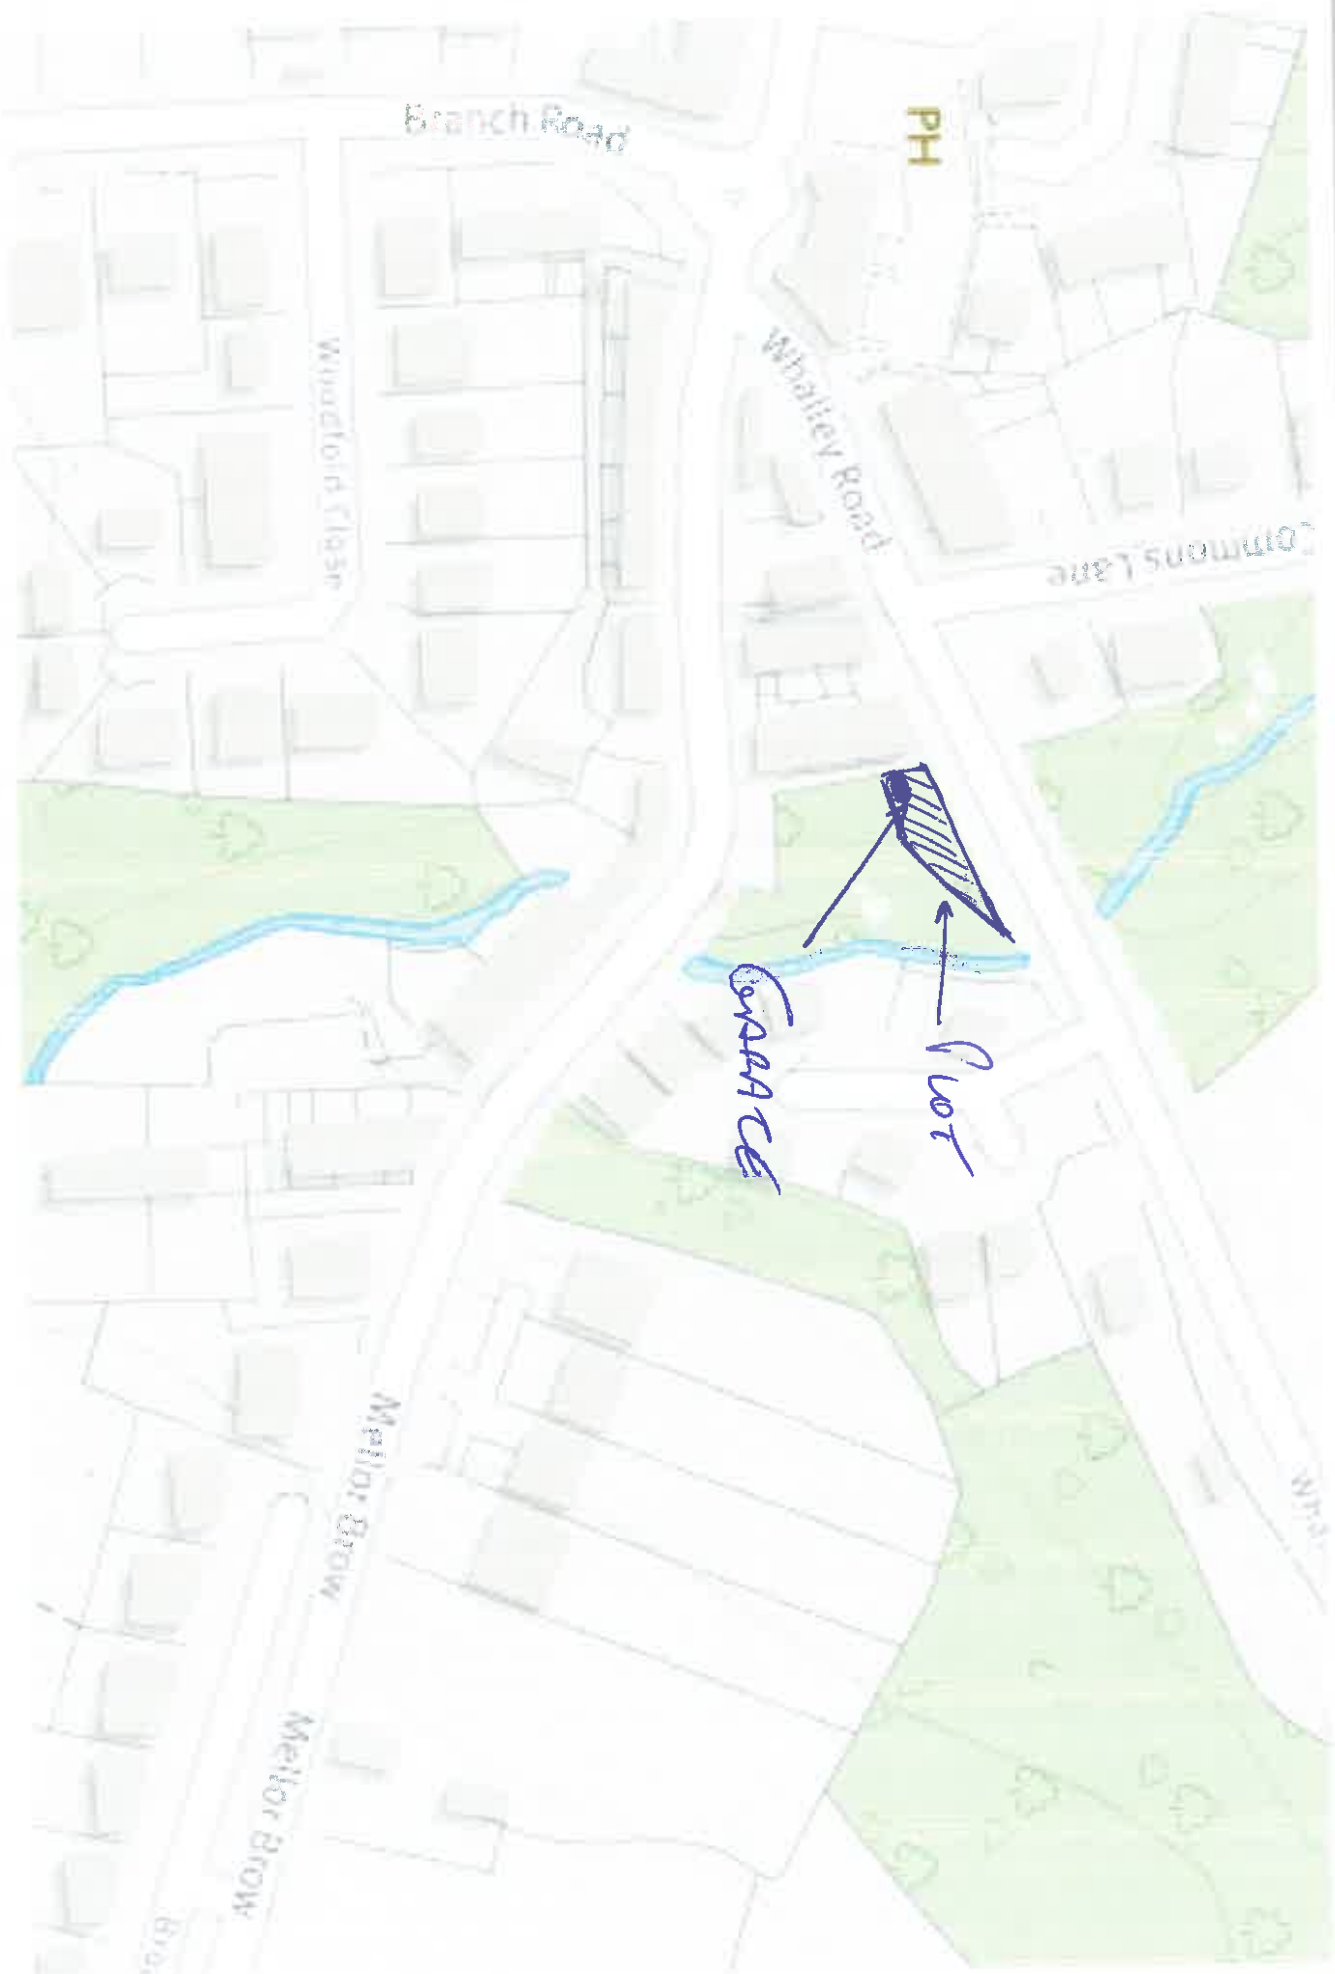 Branch Road
PH
Whalley Road
Woodfold Close
Commons Lane
GARAGE
PLOT
Mellor Brow
Mellor Brow